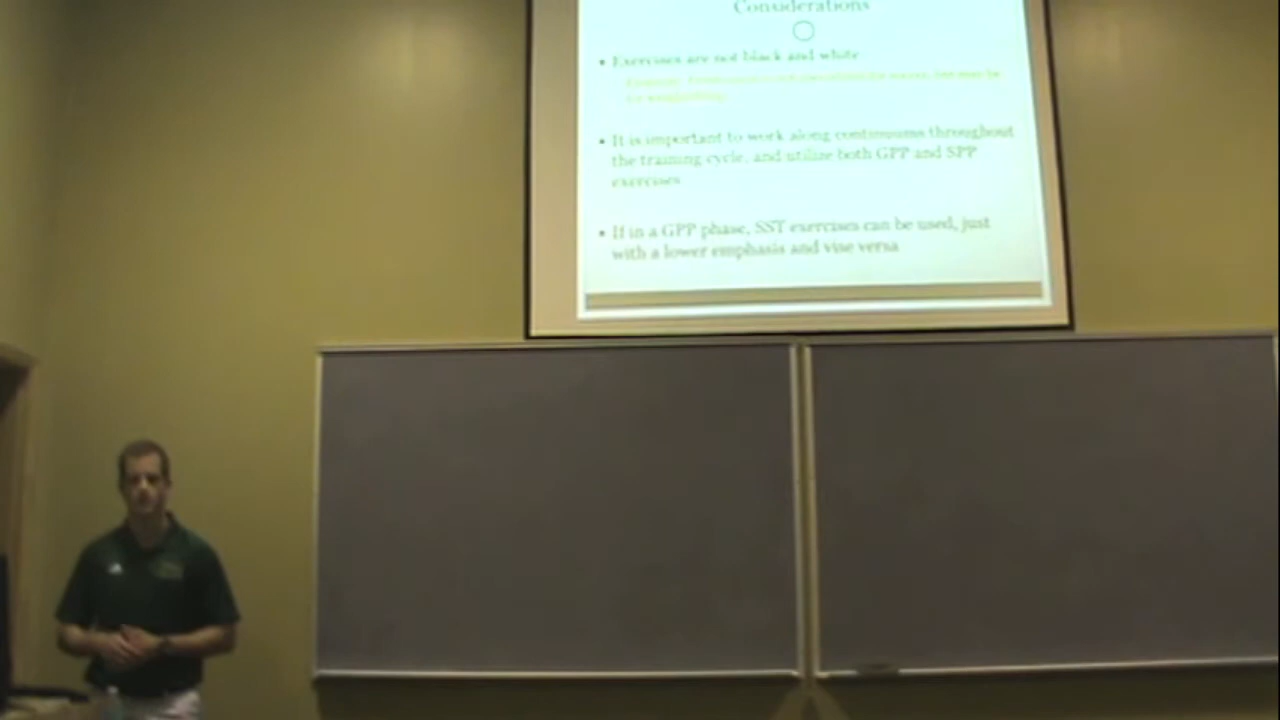 Considerations
• Exercises are not black and white
• It is important to work along continuums throughout
the training cycle, and utilize both GPP and SPP
exercises
• If in a GPP phase, SST exercises can be used, just
with a lower emphasis and vise versa